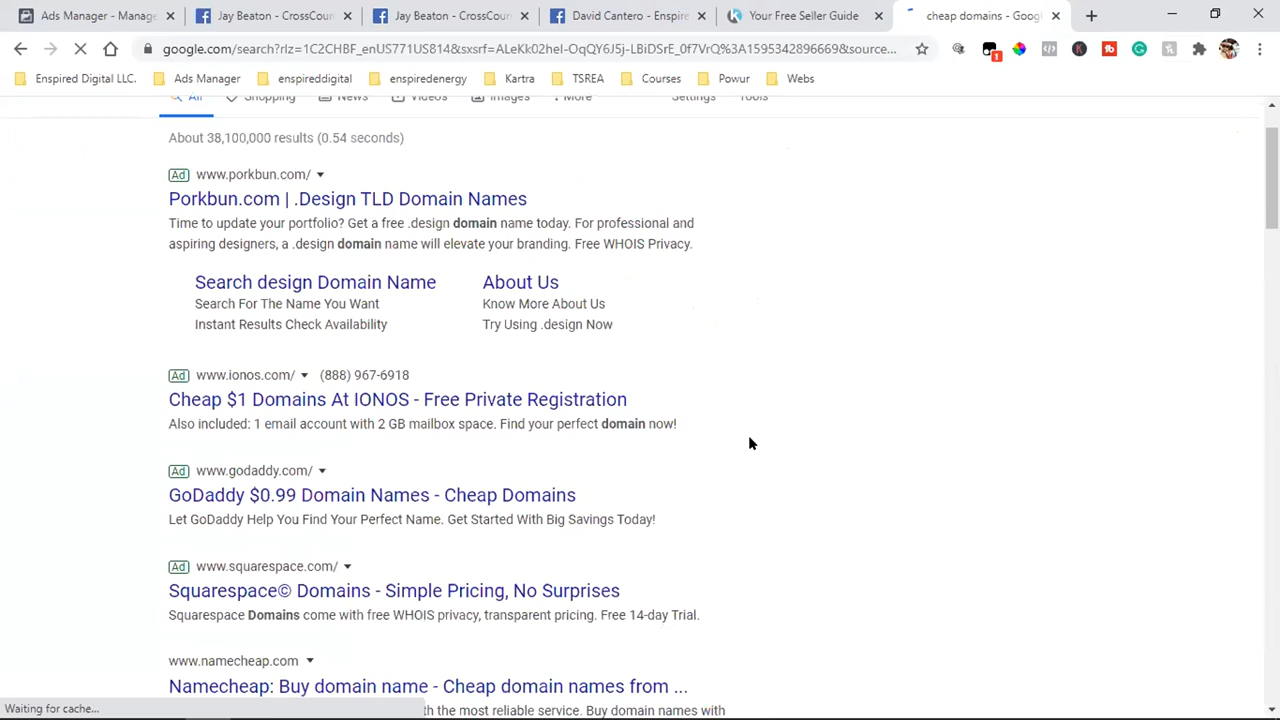 Ads Manager - Manage
Jay Beaton - CrossCoun
Jay Beaton - CrossCoun
David Cantero - Enspire
Your Free Seller Guide
cheap domains - Googl
google.com/search?rlz=1C2CHBF_enUS771US814&sxsrf=ALeKk02heI-OqQY6J5j-LBiDSrE_0f7VrQ%3A1595342896669&source...
Enspired Digital LLC.
Ads Manager
enspireddigital
enspiredenergy
Kartra
TSREA
Courses
Powur
Webs
All
Shopping
News
Videos
Images
More
Settings
Tools
About 38,100,000 results (0.54 seconds)
Ad www.porkbun.com/
Porkbun.com | .Design TLD Domain Names
Time to update your portfolio? Get a free .design domain name today. For professional and
aspiring designers, a .design domain name will elevate your branding. Free WHOIS Privacy.
Search design Domain Name
Search For The Name You Want
Instant Results Check Availability
About Us
Know More About Us
Try Using .design Now
Ad www.ionos.com/ (888) 967-6918
Cheap $1 Domains At IONOS - Free Private Registration
Also included: 1 email account with 2 GB mailbox space. Find your perfect domain now!
Ad www.godaddy.com/
GoDaddy $0.99 Domain Names - Cheap Domains
Let GoDaddy Help You Find Your Perfect Name. Get Started With Big Savings Today!
Ad www.squarespace.com/
Squarespace© Domains - Simple Pricing, No Surprises
Squarespace Domains come with free WHOIS privacy, transparent pricing. Free 14-day Trial.
www.namecheap.com
Namecheap: Buy domain name - Cheap domain names from ...
th the most reliable service. Buy domain names with
Waiting for cache...